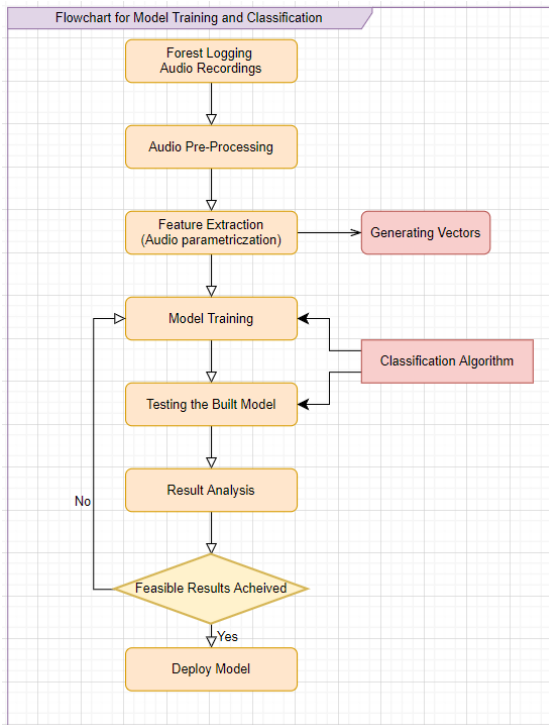 Flowchart for Model Training and Classification
Forest Logging
Audio Recordings
Audio Pre-Processing
Feature Extraction
(Audio parametriczation)
Generating Vectors
Model Training
Classification Algorithm
Testing the Built Model
Result Analysis
No
Feasible Results Acheived
Yes
Deploy Model